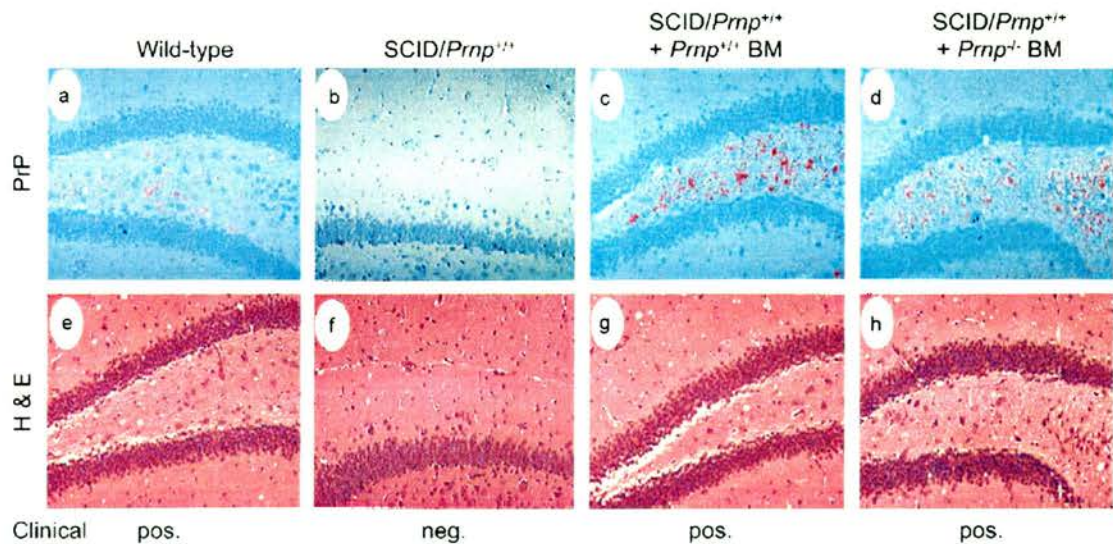 Wild-type
SCID/Prnp+/+
SCID/Prnp+/+
+ Prnp+/+ BM
SCID/Prnp+/+
+ Prnp-/- BM
PrP
a
b
c
d
H & E
e
f
g
h
Clinical pos. neg. pos. pos.